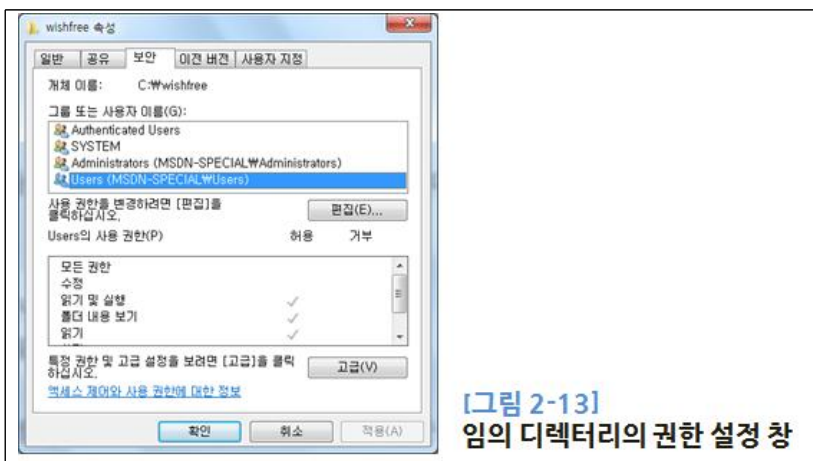 wishfree 속성
일반 공유 보안 이전 버전 사용자 지정
개체 이름: C:₩wishfree
그룹 또는 사용자 이름(G):
Authenticated Users
SYSTEM
Administrators (MSDN-SPECIAL₩Administrators)
Users (MSDN-SPECIAL₩Users)
사용 권한을 변경하려면 [편집]을
클릭하십시오.
편집(E)...
Users의 사용 권한(P) 허용 거부
모든 권한
수정
읽기 및 실행
폴더 내용 보기
읽기
특정 권한 및 고급 설정을 보려면 [고급]을 클릭
하십시오.
고급(V)
액세스 제어와 사용 권한에 대한 정보
확인 취소 적용(A)
[그림 2-13]
임의 디렉터리의 권한 설정 창